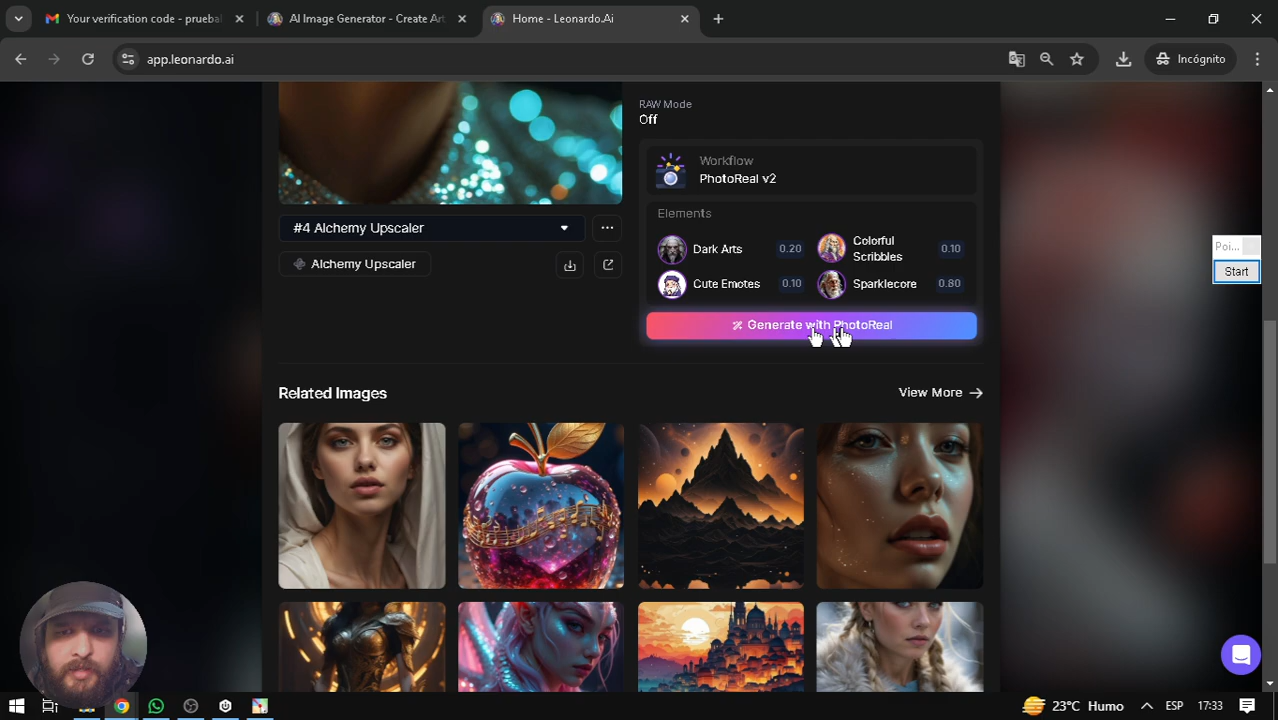 Your verification code - prueba
AI Image Generator - Create Art
Home - Leonardo.Ai
app.leonardo.ai
Incógnito
RAW Mode
Off
Workflow
PhotoReal v2
Elements
Dark Arts 0.20
Colorful Scribbles 0.10
Cute Emotes 0.10
Sparklecore 0.80
Generate with PhotoReal
#4 Alchemy Upscaler
Alchemy Upscaler
Poi...
Start
Related Images
View More
23°C Humo
ESP
17:33